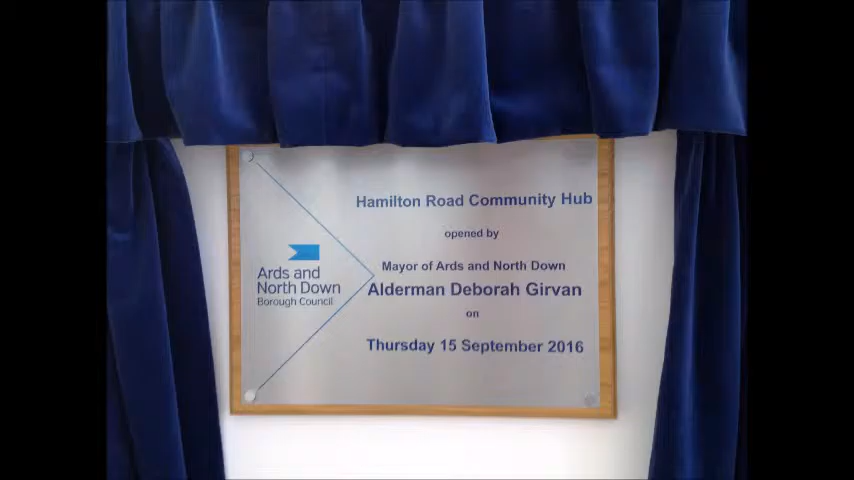 Hamilton Road Community Hub
opened by
Mayor of Ards and North Down
Alderman Deborah Girvan
on
Thursday 15 September 2016
Ards and
North Down
Borough Council